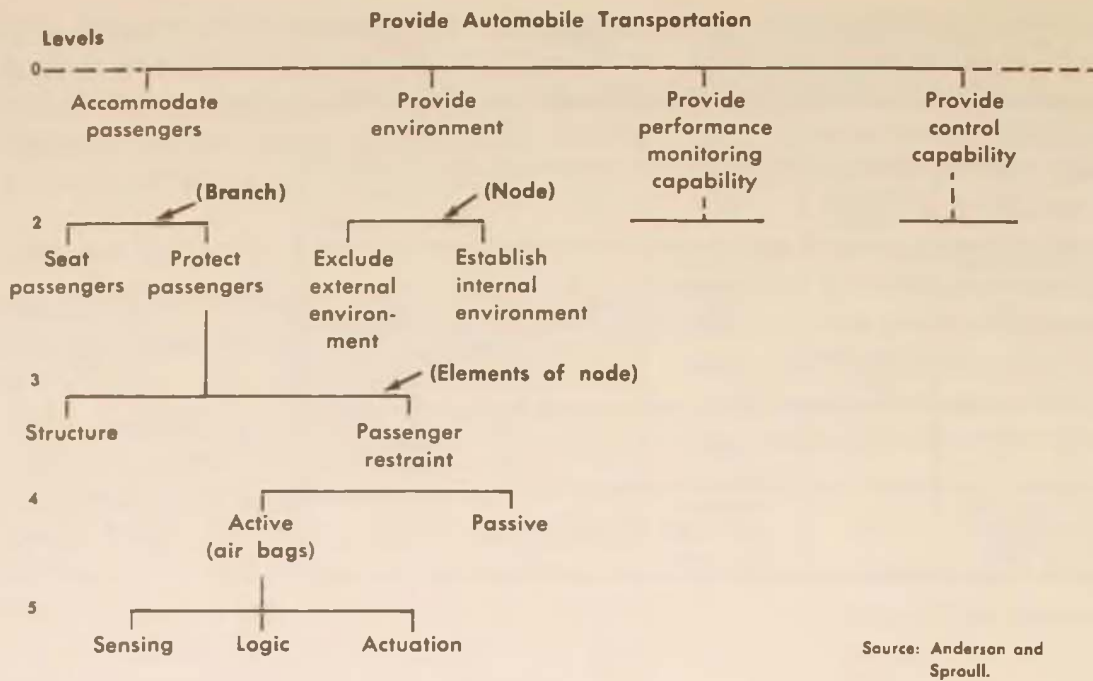 Provide Automobile Transportation
Levels
0
Accommodate
passengers
Provide
environment
Provide
performance
monitoring
capability
Provide
control
capability
(Branch)
(Node)
2
Seat
passengers
Protect
passengers
Exclude
external
environ-
ment
Establish
internal
environment
3
(Elements of node)
Structure
Passenger
restraint
4
Active
(air bags)
Passive
5
Sensing
Logic
Actuation
Source: Anderson and
Sproull.